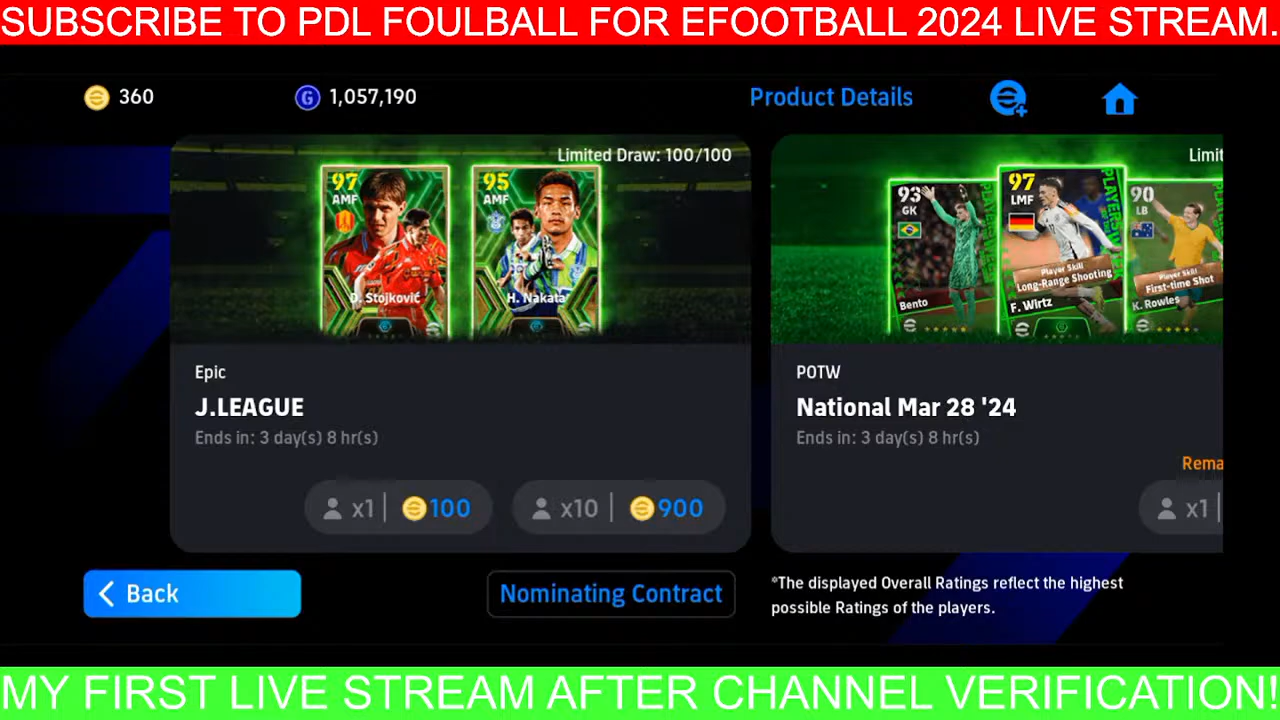 SUBSCRIBE TO PDL FOULBALL FOR EFOOTBALL 2024 LIVE STREAM.
360
1,057,190
Product Details
Limited Draw: 100/100
97
AMF
D. Stojković
95
AMF
H. Nakata
Limit
93
GK
Bento
97
LMF
Player Skill
Long-Range Shooting
F. Wirtz
90
LB
Player Skill
First-time Shot
K. Rowles
Epic
J.LEAGUE
Ends in: 3 day(s) 8 hr(s)
x1 | 100
x10 | 900
POTW
National Mar 28 '24
Ends in: 3 day(s) 8 hr(s)
Rema
x1 |
Back
Nominating Contract
*The displayed Overall Ratings reflect the highest
possible Ratings of the players.
MY FIRST LIVE STREAM AFTER CHANNEL VERIFICATION!